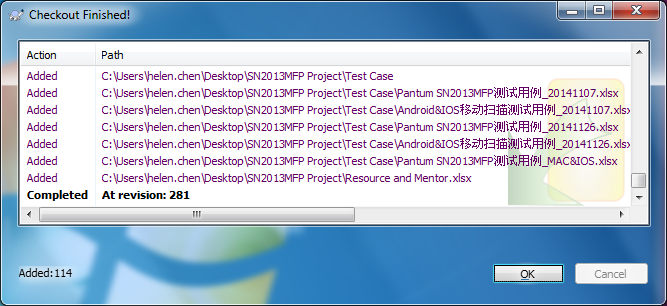 Checkout Finished!
Action Path
Added C:\Users\helen.chen\Desktop\SN2013MFP Project\Test Case
Added C:\Users\helen.chen\Desktop\SN2013MFP Project\Test Case\Pantum SN2013MFP测试用例_20141107.xlsx
Added C:\Users\helen.chen\Desktop\SN2013MFP Project\Test Case\Android&IOS移动扫描测试用例_20141107.xlsx
Added C:\Users\helen.chen\Desktop\SN2013MFP Project\Test Case\Pantum SN2013MFP测试用例_20141126.xlsx
Added C:\Users\helen.chen\Desktop\SN2013MFP Project\Test Case\Android&IOS移动扫描测试用例_20141126.xlsx
Added C:\Users\helen.chen\Desktop\SN2013MFP Project\Test Case\Pantum SN2013MFP测试用例_MAC&IOS.xlsx
Added C:\Users\helen.chen\Desktop\SN2013MFP Project\Resource and Mentor.xlsx
Completed At revision: 281
Added:114
OK
Cancel